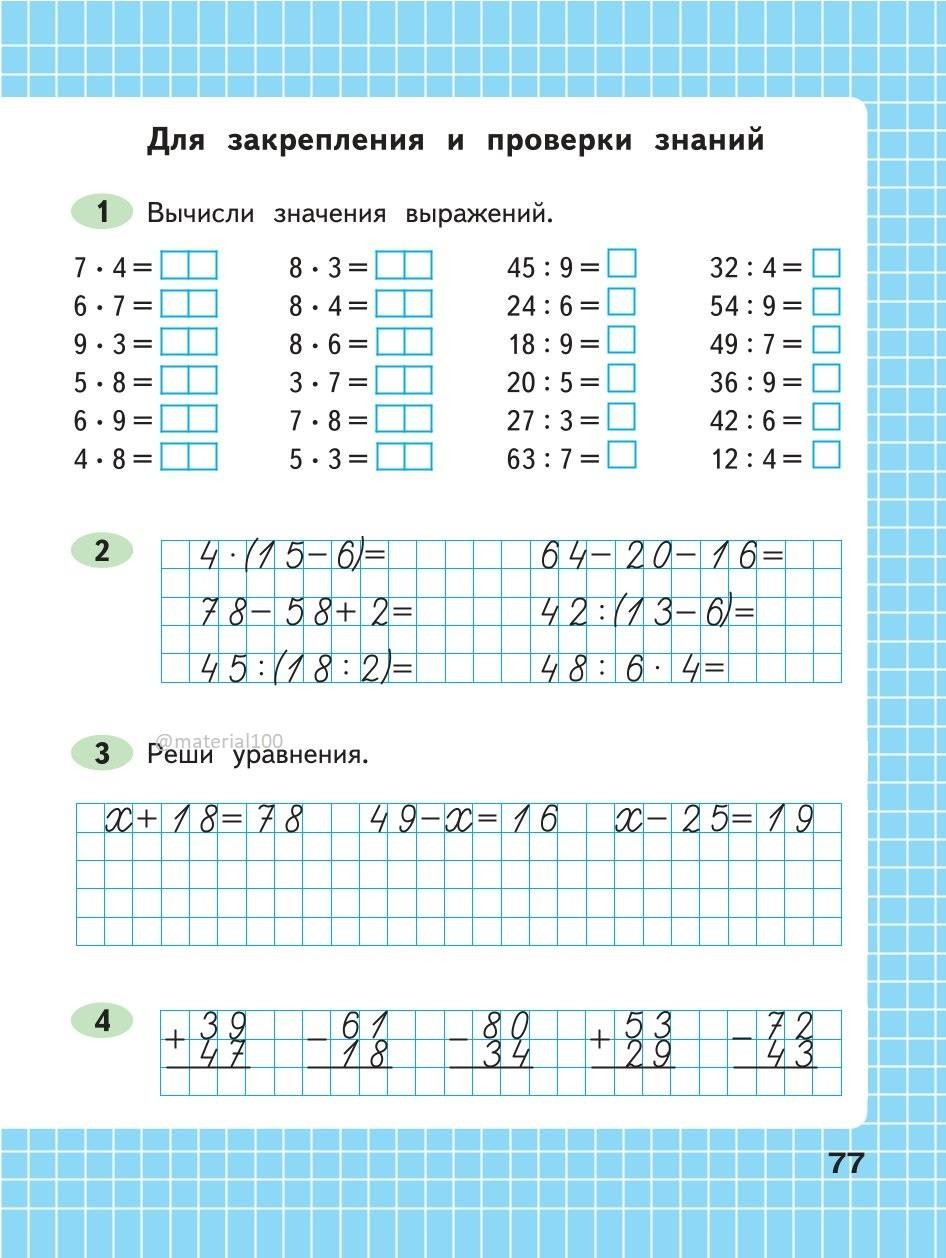 Для закрепления и проверки знаний
1 Вычисли значения выражений.
7 · 4 = 8 · 3 = 45 : 9 = 32 : 4 =
6 · 7 = 8 · 4 = 24 : 6 = 54 : 9 =
9 · 3 = 8 · 6 = 18 : 9 = 49 : 7 =
5 · 8 = 3 · 7 = 20 : 5 = 36 : 9 =
6 · 9 = 7 · 8 = 27 : 3 = 42 : 6 =
4 · 8 = 5 · 3 = 63 : 7 = 12 : 4 =
2 4 · (15 − 6) = 64 − 20 − 16 =
78 − 58 + 2 = 42 : (13 − 6) =
45 : (18 : 2) = 48 : 6 · 4 =
@material100
3 Реши уравнения.
x + 18 = 78 49 − x = 16 x − 25 = 19
4 + 39 − 61 − 80 + 53 − 72
47 18 34 29 43
77